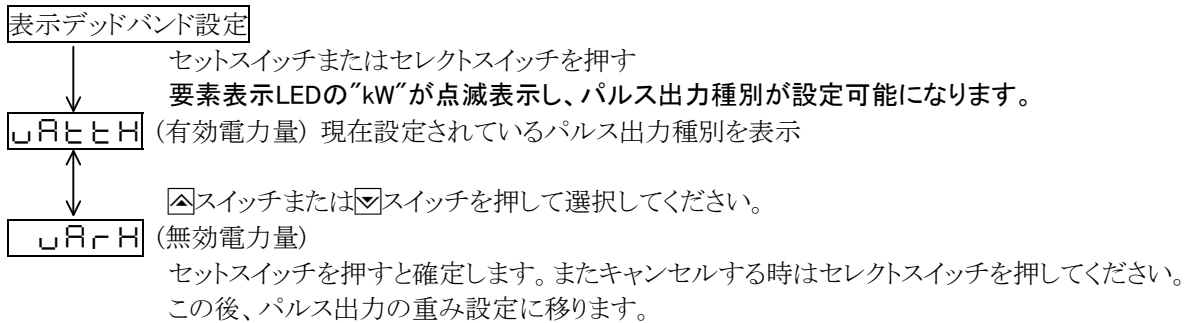 表示デッドバンド設定
セットスイッチまたはセレクトスイッチを押す
要素表示LEDの"kW"が点滅表示し、パルス出力種別が設定可能になります。
uAttH (有効電力量) 現在設定されているパルス出力種別を表示
スイッチまたはスイッチを押して選択してください。
uArH (無効電力量)
セットスイッチを押すと確定します。またキャンセルする時はセレクトスイッチを押してください。
この後、パルス出力の重み設定に移ります。